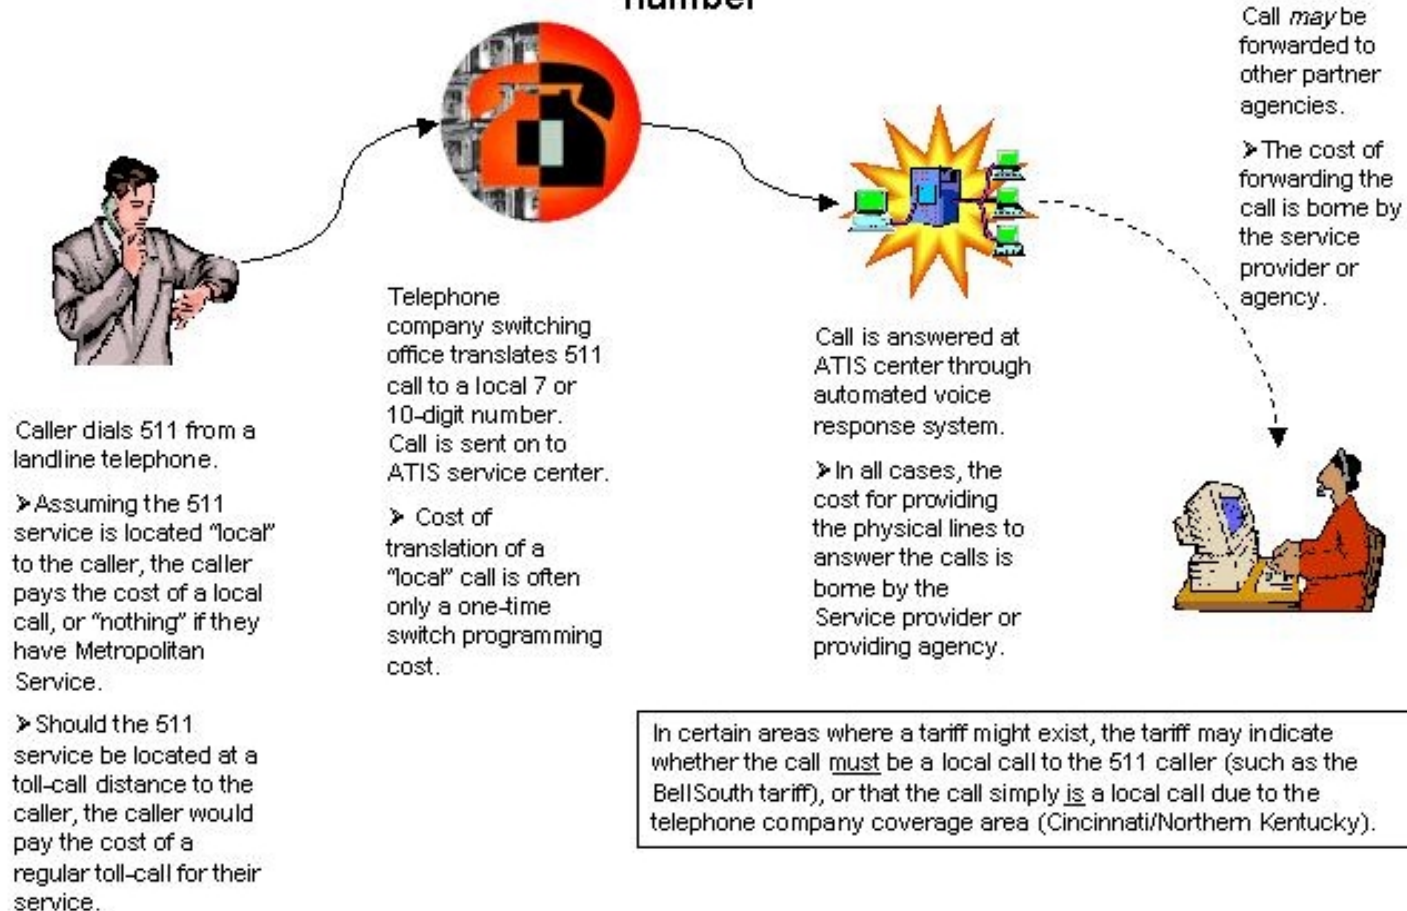 number
Caller dials 511 from a
landline telephone.
➢Assuming the 511
service is located "local"
to the caller, the caller
pays the cost of a local
call, or "nothing" if they
have Metropolitan
Service.
➢Should the 511
service be located at a
toll-call distance to the
caller, the caller would
pay the cost of a
regular toll-call for their
service.
Telephone
company switching
office translates 511
call to a local 7 or
10-digit number.
Call is sent on to
ATIS service center.
➢ Cost of
translation of a
"local" call is often
only a one-time
switch programming
cost.
Call is answered at
ATIS center through
automated voice
response system.
➢In all cases, the
cost for providing
the physical lines to
answer the calls is
borne by the
Service provider or
providing agency.
Call may be
forwarded to
other partner
agencies.
➢The cost of
forwarding the
call is borne by
the service
provider or
agency.
In certain areas where a tariff might exist, the tariff may indicate
whether the call must be a local call to the 511 caller (such as the
BellSouth tariff), or that the call simply is a local call due to the
telephone company coverage area (Cincinnati/Northern Kentucky).